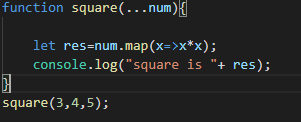 function square(...num){
let res=num.map(x=>x*x);
console.log("square is "+ res);
}
square(3,4,5);